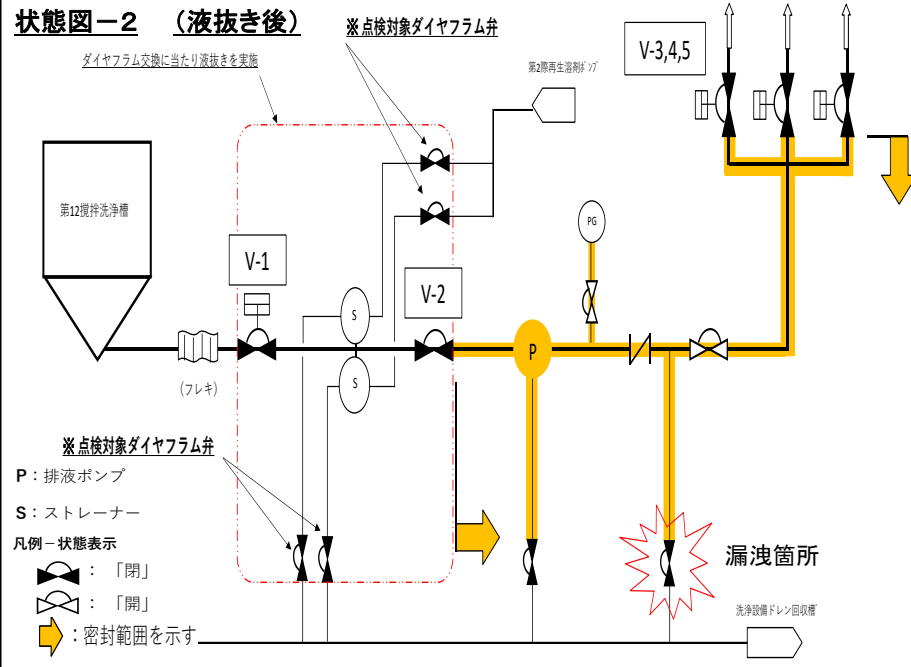 状態図－2 （液抜き後）
※点検対象ダイヤフラム弁
ダイヤフラム交換に当たり液抜きを実施
第2際再生溶剤ﾎﾟﾝﾌﾟ
V-3,4,5
第12撹拌洗浄槽
V-1
V-2
PG
S
S
P
(フレキ)
※点検対象ダイヤフラム弁
P：排液ポンプ
S：ストレーナー
凡例－状態表示
：「閉」
：「開」
：密封範囲を示す
漏洩箇所
洗浄設備ドレン回収槽